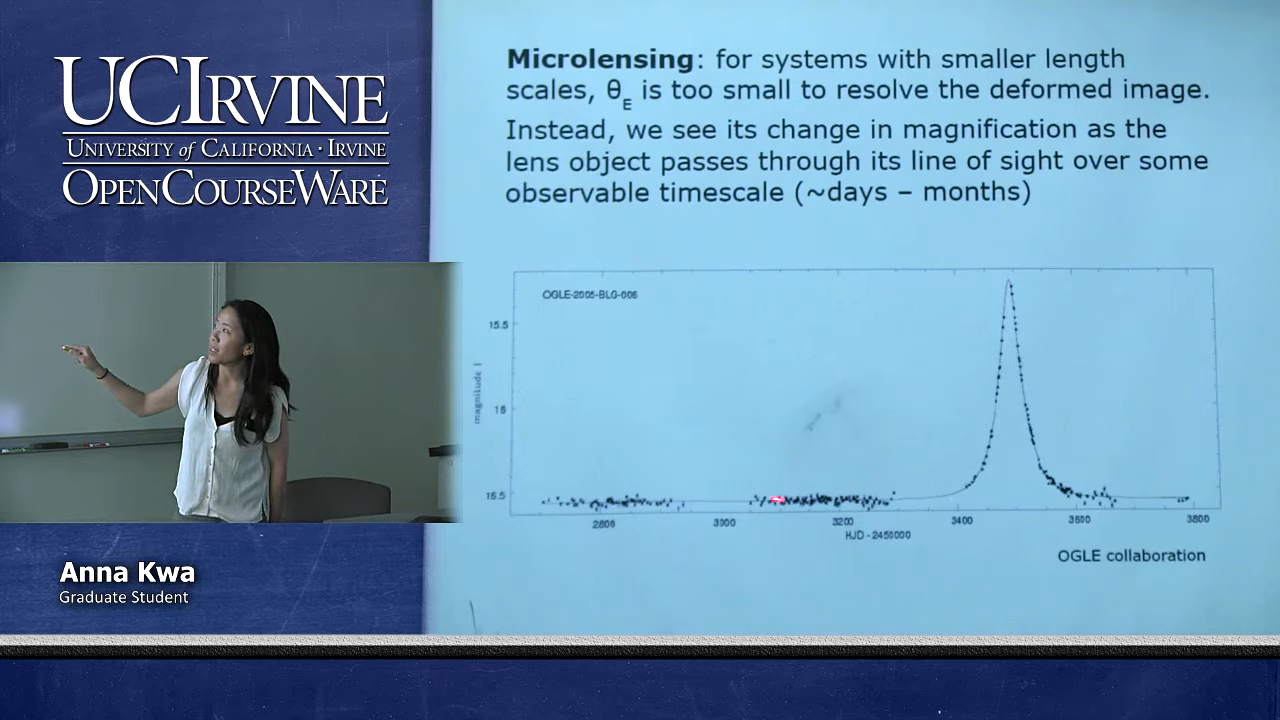 UCIRVINE
UNIVERSITY of CALIFORNIA · IRVINE
OPENCOURSEWARE
Microlensing: for systems with smaller length
scales, θE is too small to resolve the deformed image.
Instead, we see its change in magnification as the
lens object passes through its line of sight over some
observable timescale (~days – months)
OGLE-2005-BLG-006
15.5
16
16.5
magnitude I
2800 3000 3200 3400 3600 3800
HJD - 2450000
OGLE collaboration
Anna Kwa
Graduate Student